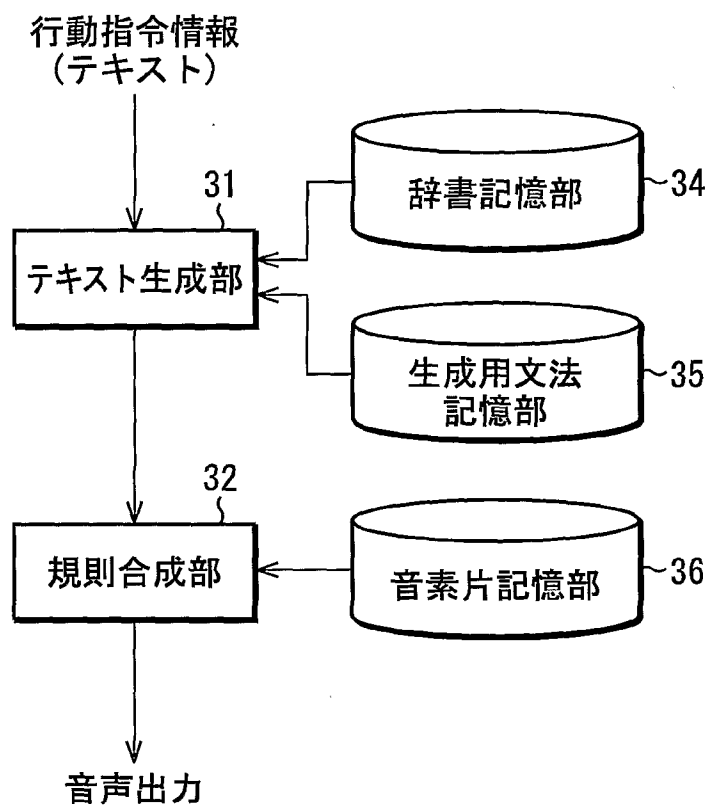 行動指令情報
(テキスト)
31
テキスト生成部
辞書記憶部
34
生成用文法
記憶部
35
32
規則合成部
音素片記憶部
36
音声出力